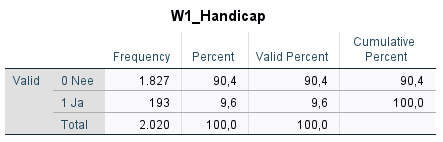 W1_Handicap
Frequency Percent Valid Percent Cumulative Percent
Valid 0 Nee 1.827 90,4 90,4 90,4
1 Ja 193 9,6 9,6 100,0
Total 2.020 100,0 100,0